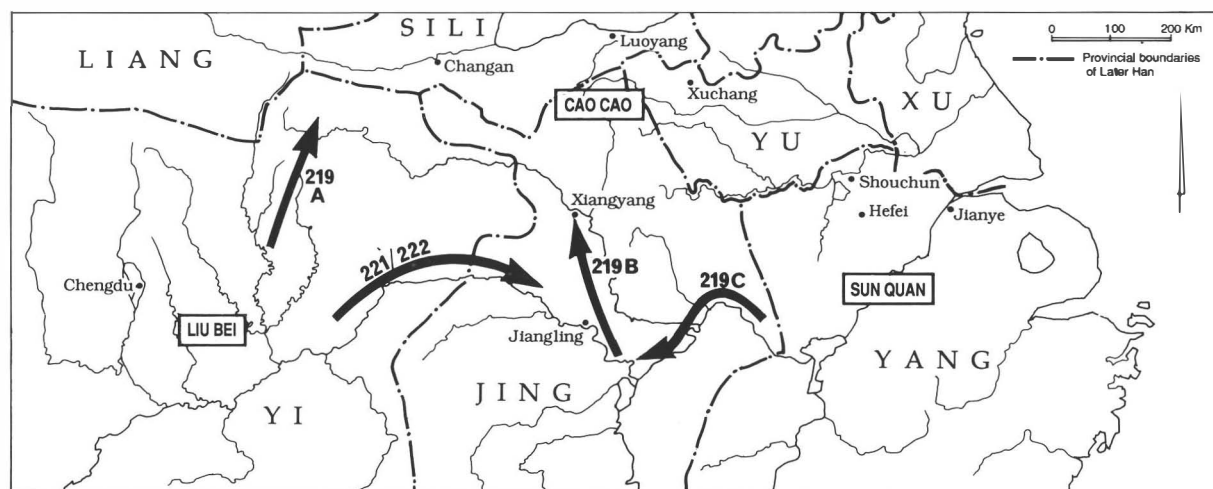 SILI
0 100 200 Km
LIANG
Luoyang
Provincial boundaries
of Later Han
Changan
Xuchang
XU
CAO CAO
YU
219
A
Shouchun
Xiangyang
Hefei
Jianye
221/222
219B
219C
Chengdu
SUN QUAN
LIU BEI
Jiangling
YANG
JING
YI